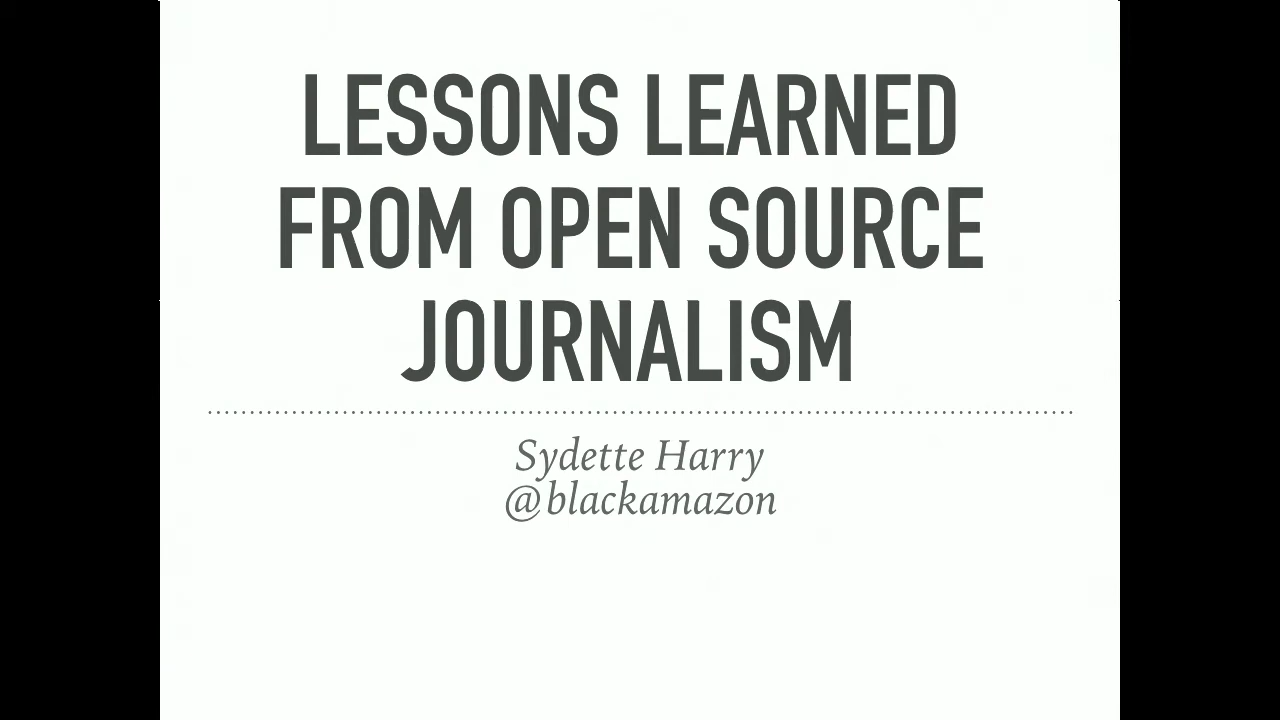 LESSONS LEARNED
FROM OPEN SOURCE
JOURNALISM
Sydette Harry
@blackamazon